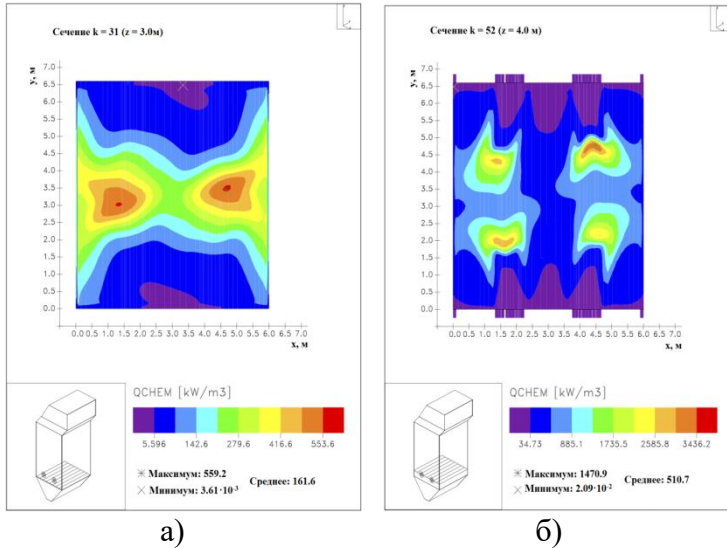 Сечение k = 31 (z = 3.0м)
y, м
6.5
6.0
5.5
5.0
4.5
4.0
3.5
3.0
2.5
2.0
1.5
1.0
0.5
0.0
0.0 0.5 1.0 1.5 2.0 2.5 3.0 3.5 4.0 4.5 5.0 5.5 6.0 6.5 7.0
x, м
QCHEM [kW/m3]
5.596 142.6 279.6 416.6 553.6
Максимум: 559.2
Минимум: 3.61·10⁻³
Среднее: 161.6
а)
Сечение k = 52 (z = 4.0 м)
y, м
6.5
6.0
5.5
5.0
4.5
4.0
3.5
3.0
2.5
2.0
1.5
1.0
0.5
0.0
0.0 0.5 1.0 1.5 2.0 2.5 3.0 3.5 4.0 4.5 5.0 5.5 6.0 6.5 7.0
x, м
QCHEM [kW/m3]
34.73 885.1 1735.5 2585.8 3436.2
Максимум: 1470.9
Минимум: 2.09·10⁻²
Среднее: 510.7
б)